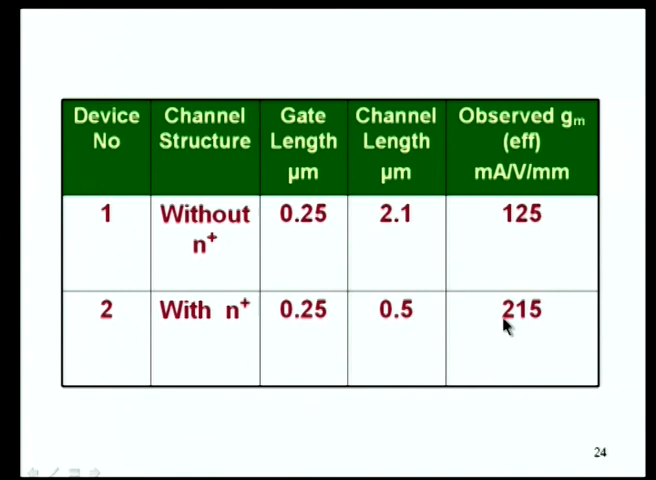 Device No
Channel Structure
Gate Length μm
Channel Length μm
Observed gₘ (eff) mA/V/mm
1
Without n⁺
0.25
2.1
125
2
With n⁺
0.25
0.5
215
24